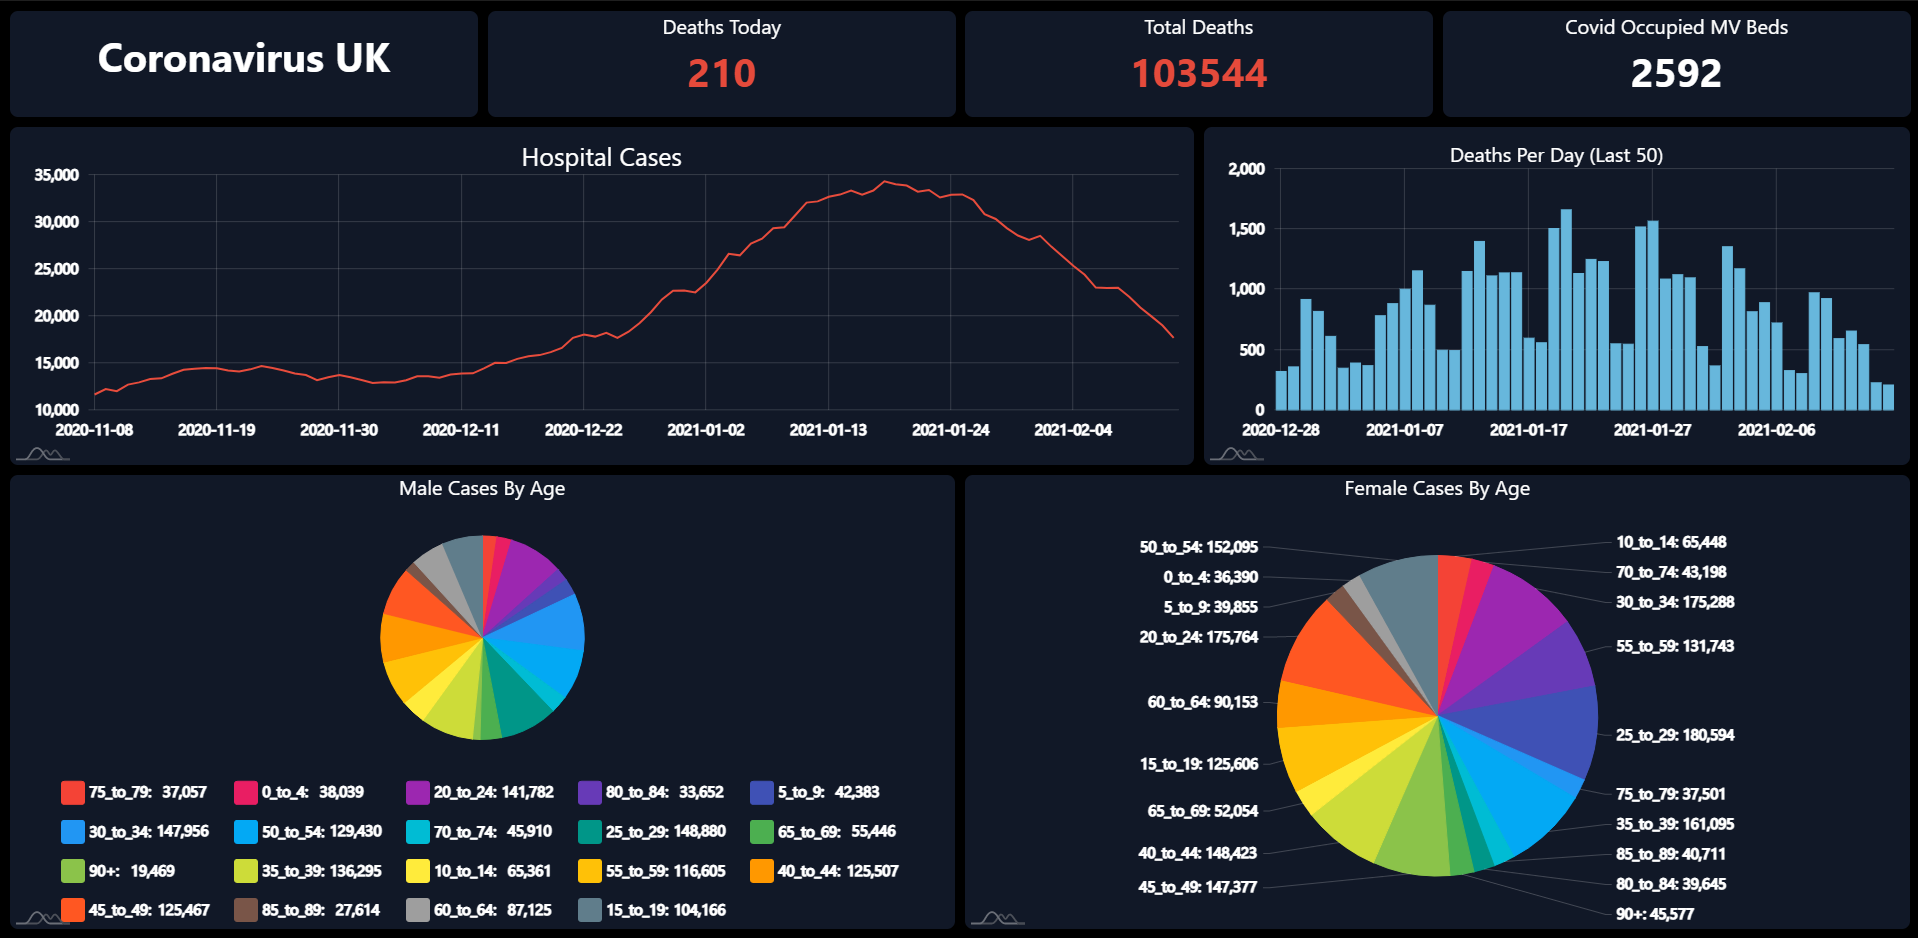 Coronavirus UK
Deaths Today
210
Total Deaths
103544
Covid Occupied MV Beds
2592
Hospital Cases
35,000
30,000
25,000
20,000
15,000
10,000
2020-11-08 2020-11-19 2020-11-30 2020-12-11 2020-12-22 2021-01-02 2021-01-13 2021-01-24 2021-02-04
Deaths Per Day (Last 50)
2,000
1,500
1,000
500
0
2020-12-28 2021-01-07 2021-01-17 2021-01-27 2021-02-06
Male Cases By Age
75_to_79: 37,057 0_to_4: 38,039 20_to_24: 141,782 80_to_84: 33,652 5_to_9: 42,383
30_to_34: 147,956 50_to_54: 129,430 70_to_74: 45,910 25_to_29: 148,880 65_to_69: 55,446
90+: 19,469 35_to_39: 136,295 10_to_14: 65,361 55_to_59: 116,605 40_to_44: 125,507
45_to_49: 125,467 85_to_89: 27,614 60_to_64: 87,125 15_to_19: 104,166
Female Cases By Age
50_to_54: 152,095
0_to_4: 36,390
5_to_9: 39,855
20_to_24: 175,764
60_to_64: 90,153
15_to_19: 125,606
65_to_69: 52,054
40_to_44: 148,423
45_to_49: 147,377
10_to_14: 65,448
70_to_74: 43,198
30_to_34: 175,288
55_to_59: 131,743
25_to_29: 180,594
75_to_79: 37,501
35_to_39: 161,095
85_to_89: 40,711
80_to_84: 39,645
90+: 45,577